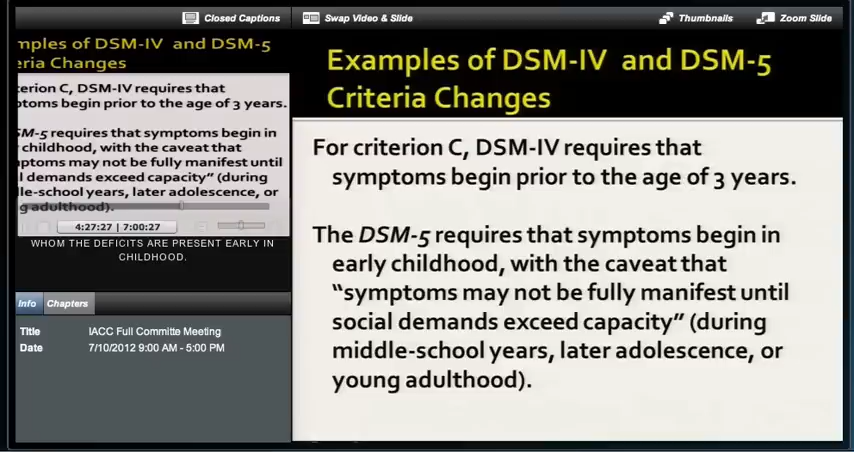 Closed Captions
Swap Video & Slide
Thumbnails
Zoom Slide
mples of DSM-IV and DSM-5
eria Changes
terion C, DSM-IV requires that
ptoms begin prior to the age of 3 years.
SM-5 requires that symptoms begin in
childhood, with the caveat that
mptoms may not be fully manifest until
l demands exceed capacity" (during
dle-school years, later adolescence, or
g adulthood).
4:27:27 | 7:00:27
WHOM THE DEFICITS ARE PRESENT EARLY IN
CHILDHOOD.
Info Chapters
Title IACC Full Committe Meeting
Date 7/10/2012 9:00 AM - 5:00 PM
Examples of DSM-IV and DSM-5
Criteria Changes
For criterion C, DSM-IV requires that
symptoms begin prior to the age of 3 years.
The DSM-5 requires that symptoms begin in
early childhood, with the caveat that
“symptoms may not be fully manifest until
social demands exceed capacity” (during
middle-school years, later adolescence, or
young adulthood).